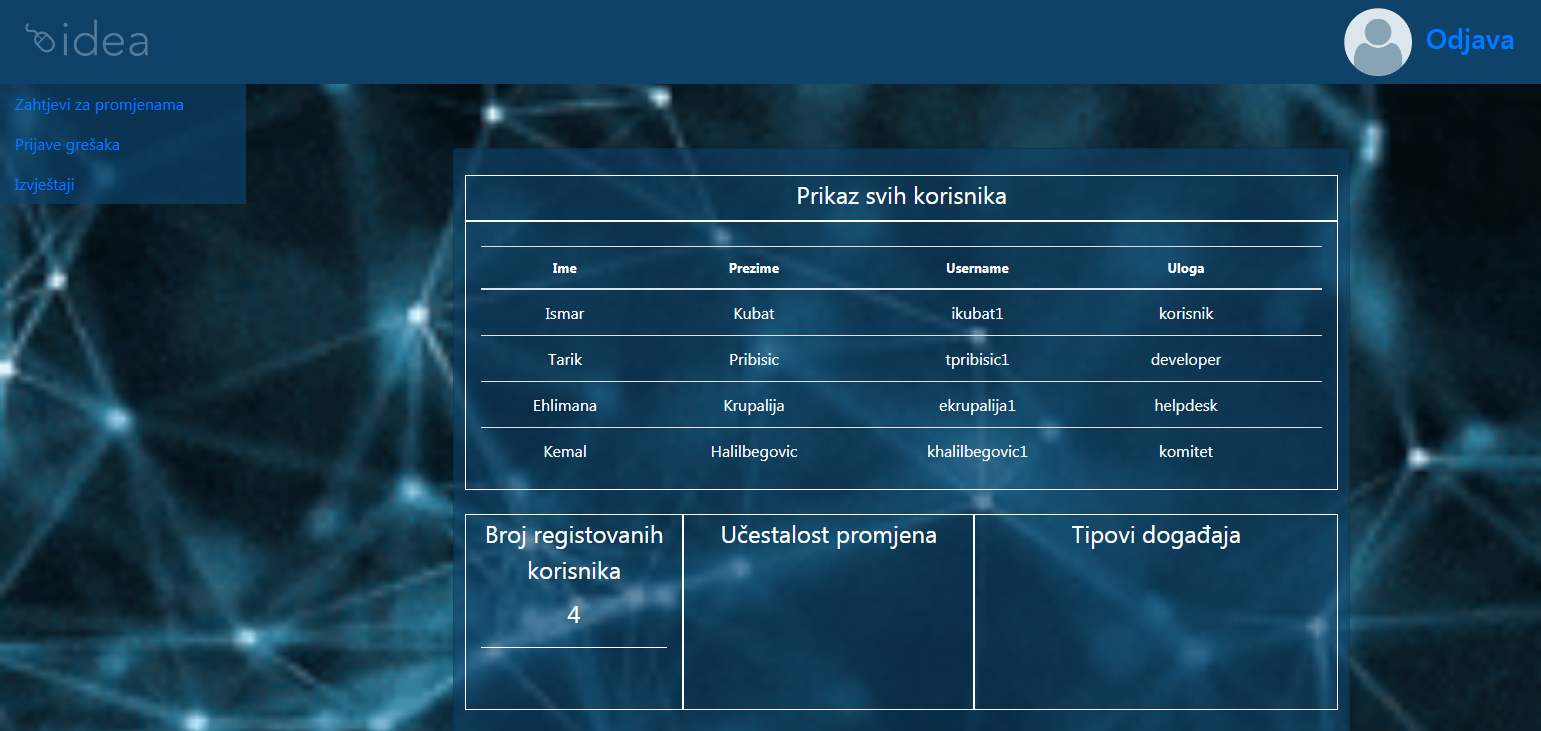 idea
Odjava
Zahtjevi za promjenama
Prijave grešaka
Izvještaji
Prikaz svih korisnika
Ime Prezime Username Uloga
Ismar Kubat ikubat1 korisnik
Tarik Pribisic tpribisic1 developer
Ehlimana Krupalija ekrupalija1 helpdesk
Kemal Halilbegovic khalilbegovic1 komitet
Broj registovanih
korisnika
4
Učestalost promjena
Tipovi događaja